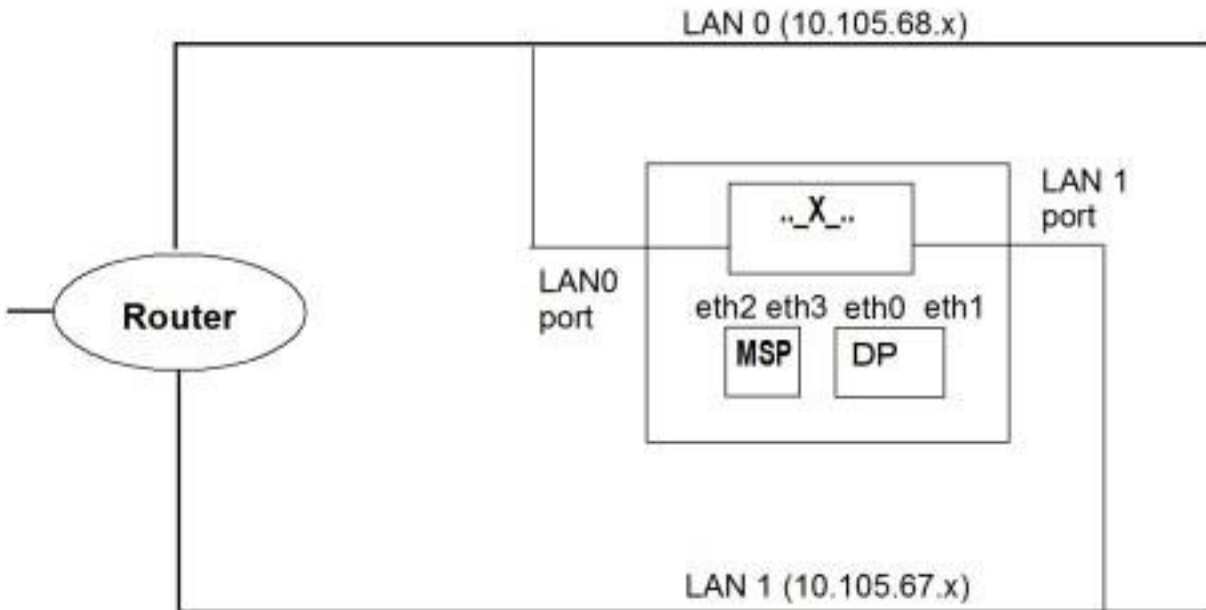 LAN 0 (10.105.68.x)
LAN 1
port
.._X_..
LAN0
port
eth2 eth3 eth0 eth1
Router
MSP DP
LAN 1 (10.105.67.x)